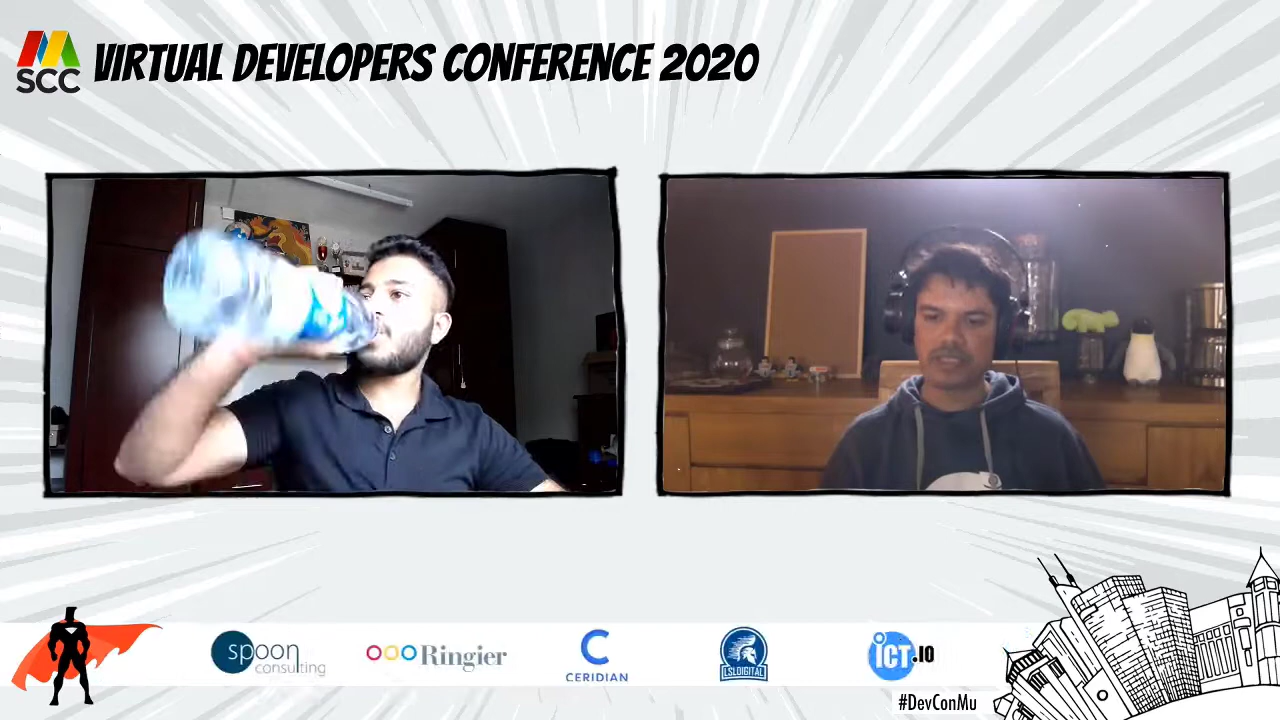 SCC
VIRTUAL DEVELOPERS CONFERENCE 2020
spoon
consulting
Ringier
CERIDIAN
LSLDIGITAL
iCT.IO
#DevConMu